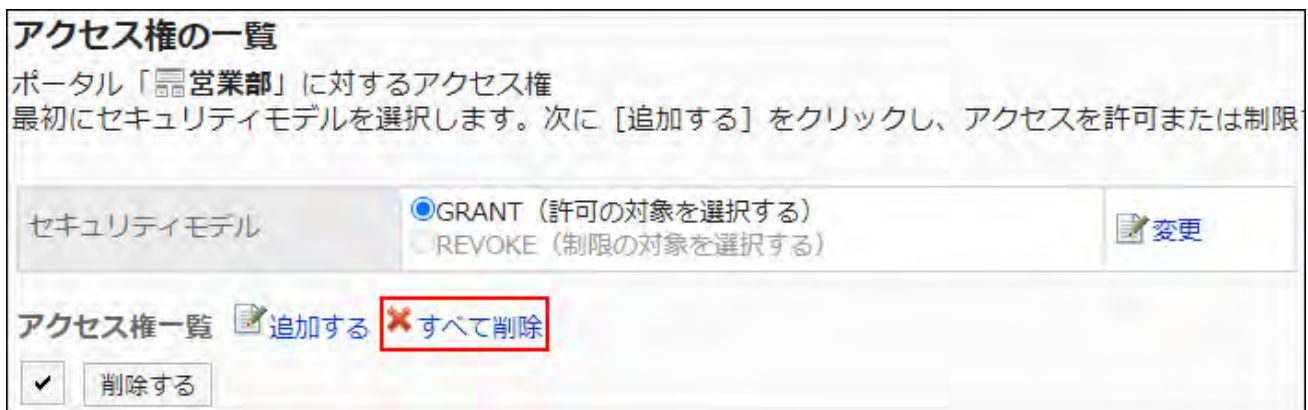 アクセス権の一覧
ポータル「営業部」に対するアクセス権
最初にセキュリティモデルを選択します。次に [追加する] をクリックし、アクセスを許可または制限
セキュリティモデル
GRANT（許可の対象を選択する）
REVOKE（制限の対象を選択する）
変更
アクセス権一覧 追加する すべて削除
削除する